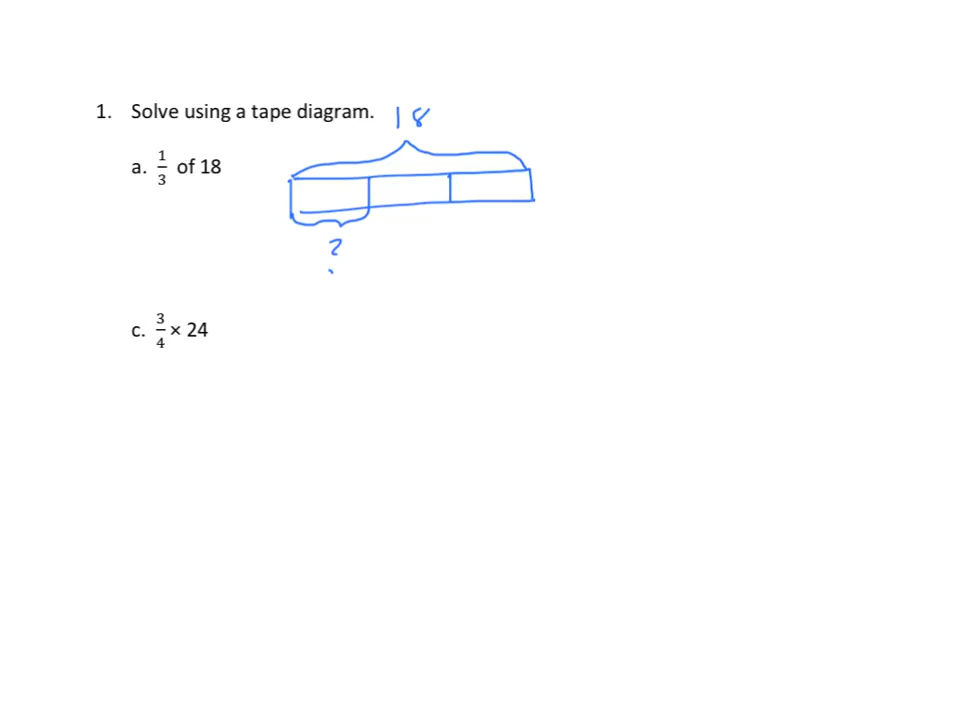 1. Solve using a tape diagram.
18
a. 1/3 of 18
?
c. 3/4 × 24